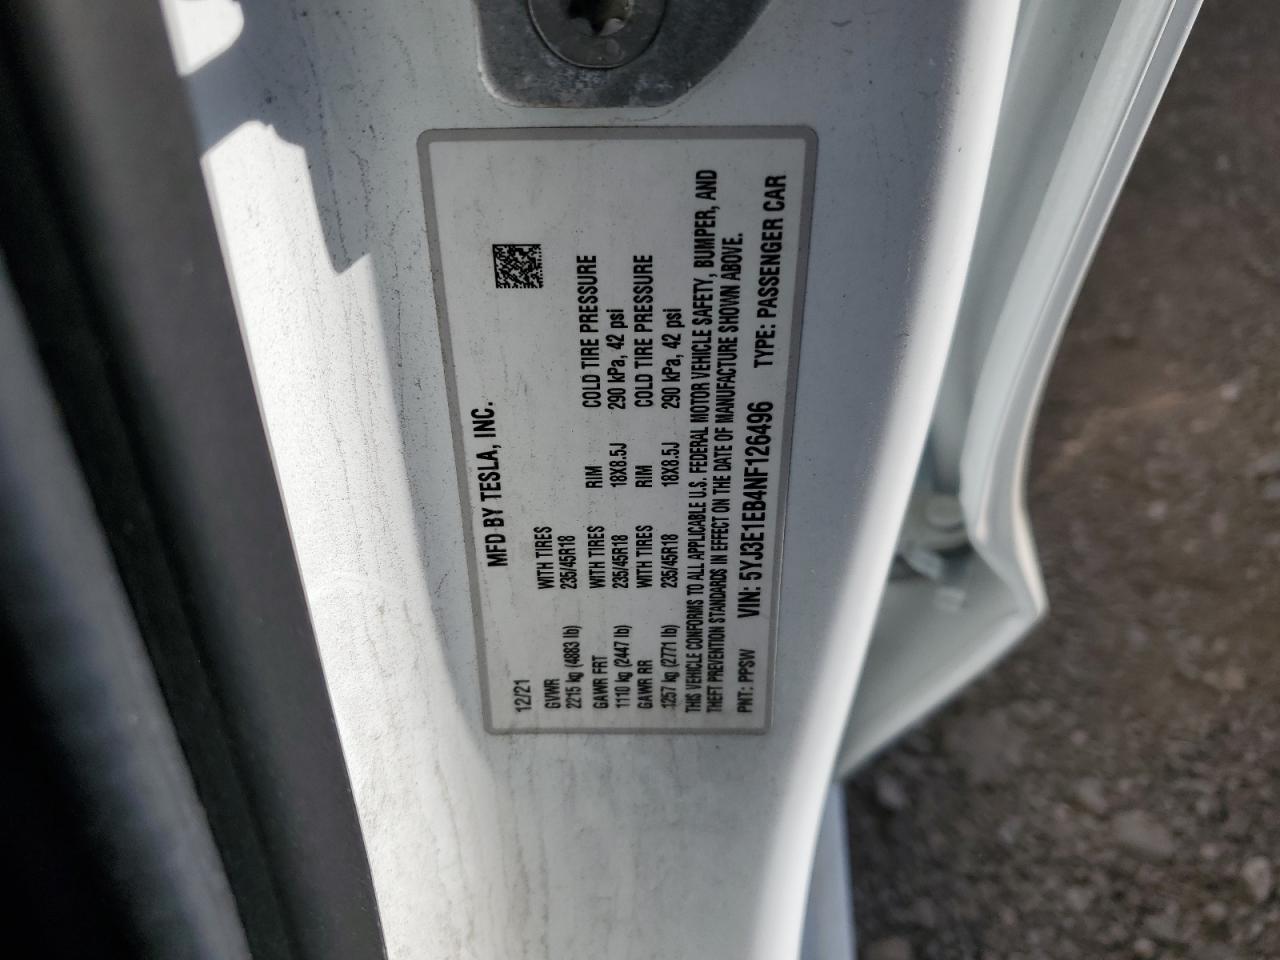 MFD BY TESLA, INC.
12/21
GVWR WITH TIRES
2215 kg (4883 lb) 235/45R18
GAWR FRT WITH TIRES RIM COLD TIRE PRESSURE
1110 kg (2447 lb) 235/45R18 18X8.5J 290 kPa, 42 psi
GAWR RR WITH TIRES RIM COLD TIRE PRESSURE
1257 kg (2771 lb) 235/45R18 18X8.5J 290 kPa, 42 psi
THIS VEHICLE CONFORMS TO ALL APPLICABLE U.S. FEDERAL MOTOR VEHICLE SAFETY, BUMPER, AND
THEFT PREVENTION STANDARDS IN EFFECT ON THE DATE OF MANUFACTURE SHOWN ABOVE.
PNT: PPSW VIN: 5YJ3E1EB4NF126496 TYPE: PASSENGER CAR